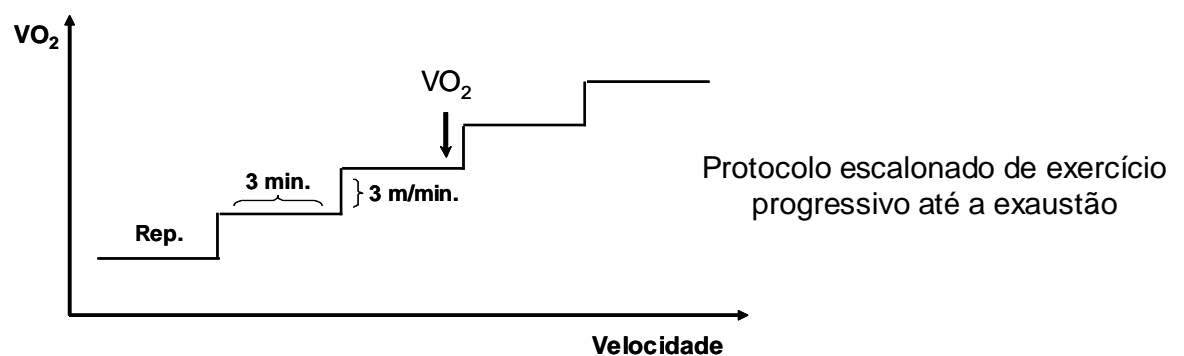 VO₂
VO₂
3 min.
3 m/min.
Rep.
Protocolo escalonado de exercício
progressivo até a exaustão
Velocidade